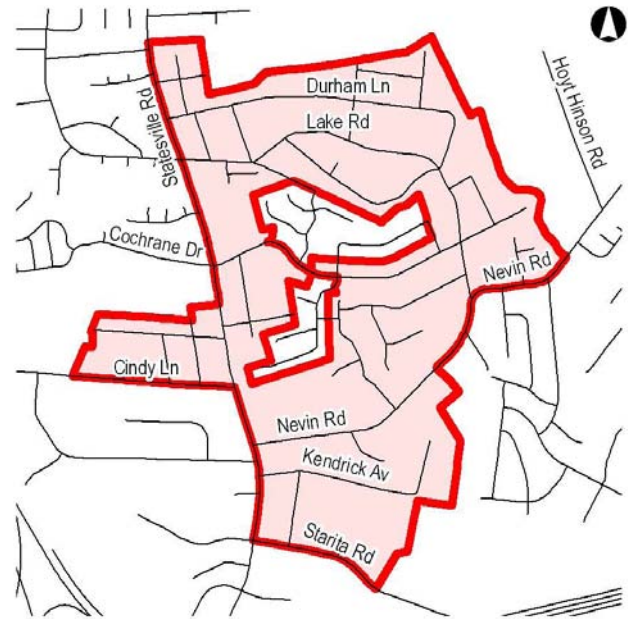 Durham Ln
Hoyt Hinson Rd
Lake Rd
Statesville Rd
Cochrane Dr
Nevin Rd
Cindy Ln
Nevin Rd
Kendrick Av
Starita Rd